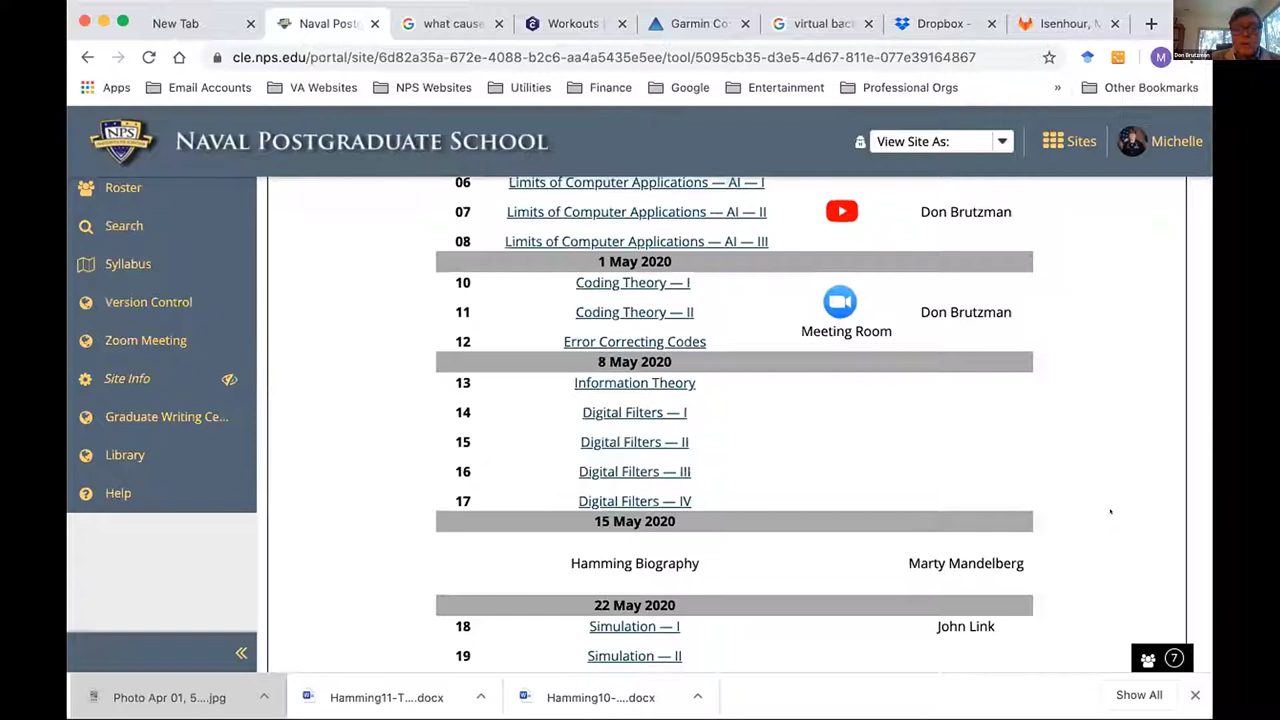 New Tab
Naval Postg
what cause
Workouts
Garmin Co
virtual bac
Dropbox -
Isenhour, M
cle.nps.edu/portal/site/6d82a35a-672e-40c8-b2c6-aa4a5435e5ee/tool/5095cb35-d3e5-4d67-811e-077e39164867
M
Don Brutzman
Apps
Email Accounts
VA Websites
NPS Websites
Utilities
Finance
Google
Entertainment
Professional Orgs
»
Other Bookmarks
NPS
NAVAL POSTGRADUATE SCHOOL
View Site As:
Sites
Michelle
Roster
Search
Syllabus
Version Control
Zoom Meeting
Site Info
Graduate Writing Ce...
Library
Help
06 Limits of Computer Applications — AI — I
07 Limits of Computer Applications — AI — II Don Brutzman
08 Limits of Computer Applications — AI — III
1 May 2020
10 Coding Theory — I
11 Coding Theory — II Don Brutzman
Meeting Room
12 Error Correcting Codes
8 May 2020
13 Information Theory
14 Digital Filters — I
15 Digital Filters — II
16 Digital Filters — III
17 Digital Filters — IV
15 May 2020
Hamming Biography Marty Mandelberg
22 May 2020
18 Simulation — I John Link
19 Simulation — II
7
Photo Apr 01, 5....jpg
Hamming11-T....docx
Hamming10-....docx
Show All